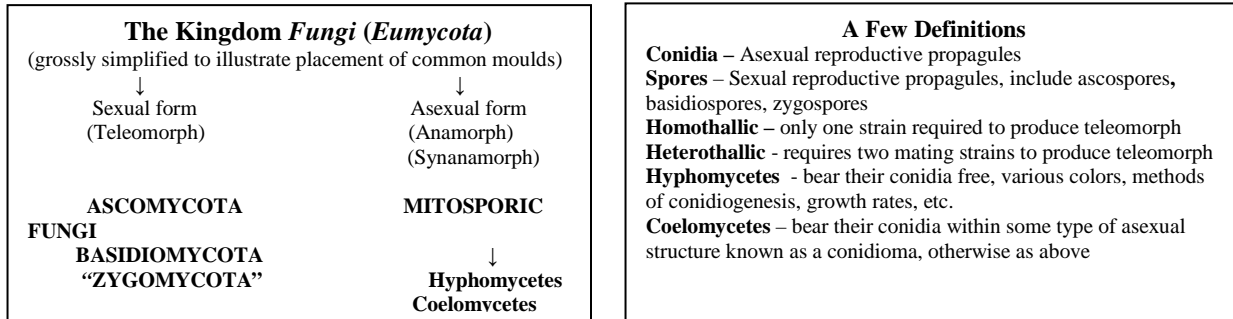 The Kingdom Fungi (Eumycota)
(grossly simplified to illustrate placement of common moulds)
↓ ↓
Sexual form Asexual form
(Teleomorph) (Anamorph)
(Synanamorph)
ASCOMYCOTA MITOSPORIC
FUNGI
BASIDIOMYCOTA ↓
“ZYGOMYCOTA” Hyphomycetes
Coelomycetes
A Few Definitions
Conidia – Asexual reproductive propagules
Spores – Sexual reproductive propagules, include ascospores,
basidiospores, zygospores
Homothallic – only one strain required to produce teleomorph
Heterothallic - requires two mating strains to produce teleomorph
Hyphomycetes - bear their conidia free, various colors, methods
of conidiogenesis, growth rates, etc.
Coelomycetes – bear their conidia within some type of asexual
structure known as a conidioma, otherwise as above